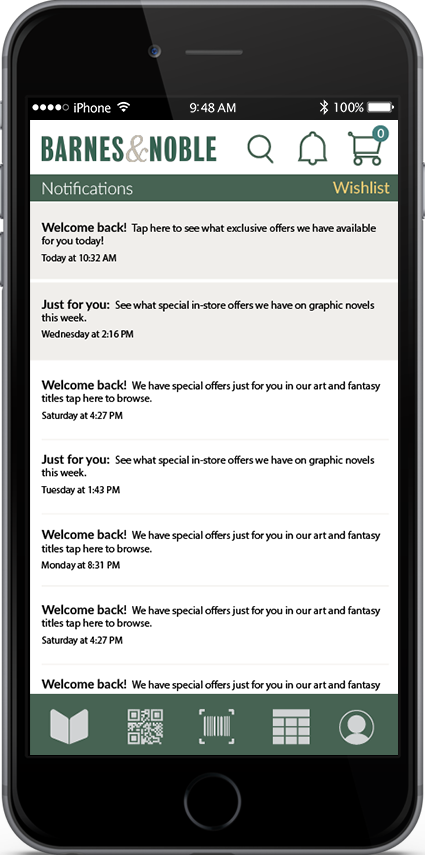 iPhone 9:48 AM 100%
BARNES&NOBLE 0
Notifications Wishlist
Welcome back! Tap here to see what exclusive offers we have available
for you today!
Today at 10:32 AM
Just for you: See what special in-store offers we have on graphic novels
this week.
Wednesday at 2:16 PM
Welcome back! We have special offers just for you in our art and fantasy
titles tap here to browse.
Saturday at 4:27 PM
Just for you: See what special in-store offers we have on graphic novels
this week.
Tuesday at 1:43 PM
Welcome back! We have special offers just for you in our art and fantasy
titles tap here to browse.
Monday at 8:31 PM
Welcome back! We have special offers just for you in our art and fantasy
titles tap here to browse.
Saturday at 4:27 PM
Welcome back! We have special offers just for you in our art and fantasy